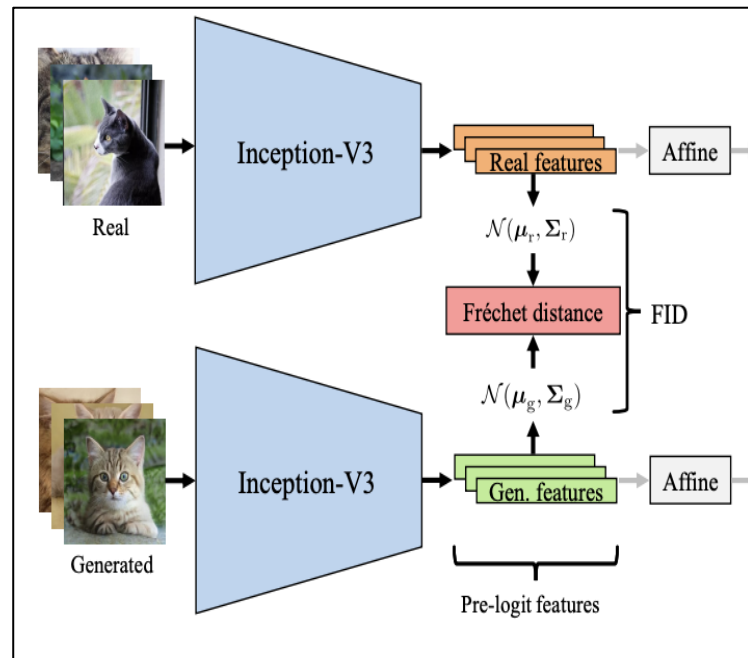 Real
Inception-V3
Real features
Affine
𝒩(μr, Σr)
Fréchet distance
FID
𝒩(μg, Σg)
Generated
Inception-V3
Gen. features
Affine
Pre-logit features